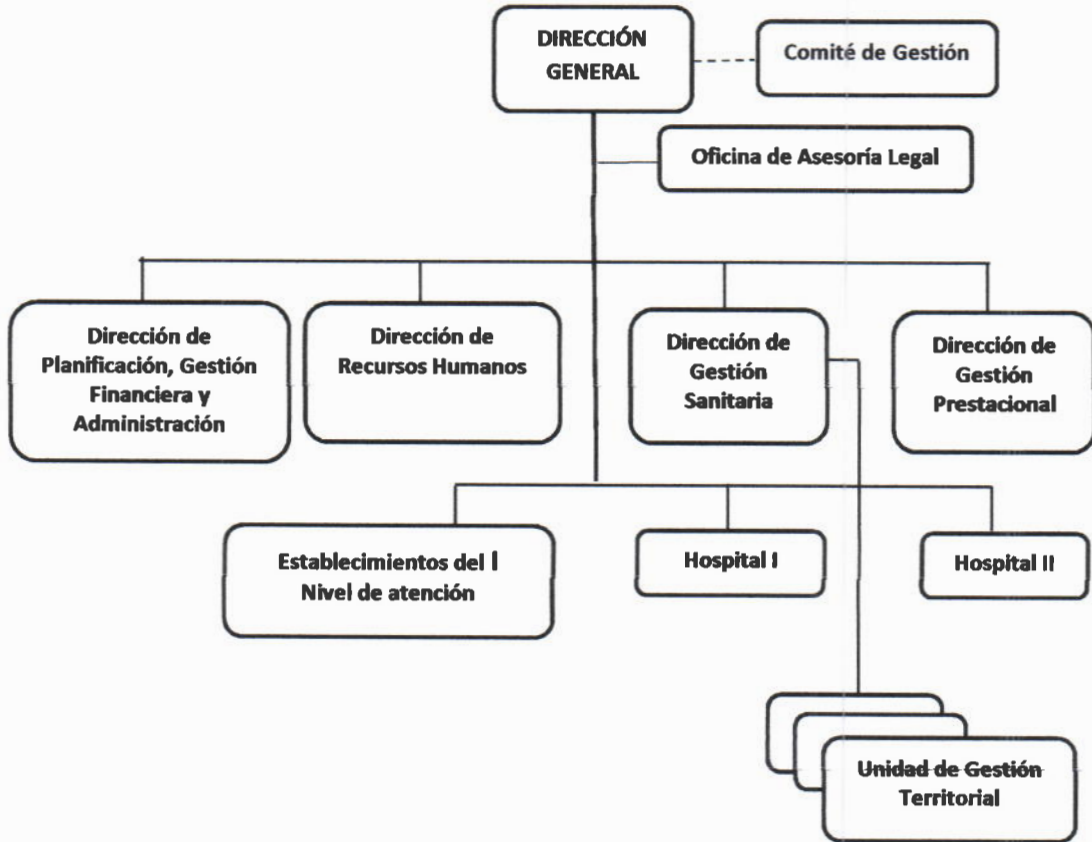 DIRECCIÓN
GENERAL
Comité de Gestión
Oficina de Asesoría Legal
Dirección de
Planificación, Gestión
Financiera y
Administración
Dirección de
Recursos Humanos
Dirección de
Gestión
Sanitaria
Dirección de
Gestión
Prestacional
Establecimientos del I
Nivel de atención
Hospital I
Hospital II
Unidad de Gestión
Territorial